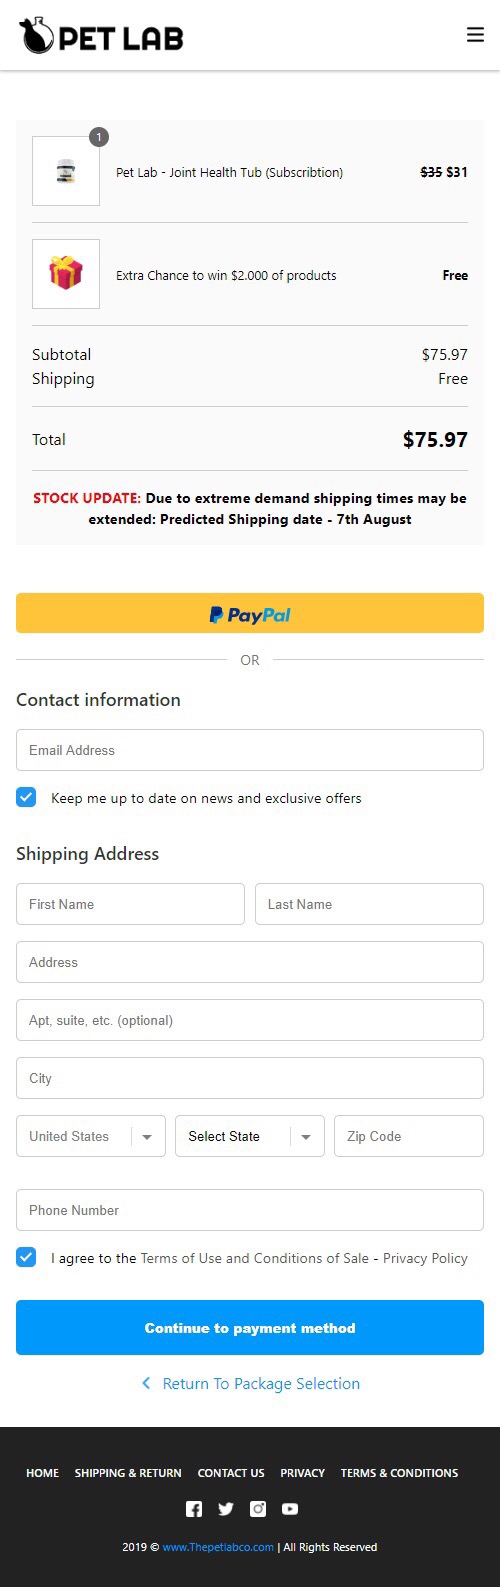 PET LAB
1
Pet Lab - Joint Health Tub (Subscribtion) $35 $31
Extra Chance to win $2.000 of products Free
Subtotal $75.97
Shipping Free
Total $75.97
STOCK UPDATE: Due to extreme demand shipping times may be
extended: Predicted Shipping date - 7th August
PayPal
OR
Contact information
Email Address
Keep me up to date on news and exclusive offers
Shipping Address
First Name Last Name
Address
Apt, suite, etc. (optional)
City
United States Select State Zip Code
Phone Number
I agree to the Terms of Use and Conditions of Sale - Privacy Policy
Continue to payment method
Return To Package Selection
HOME SHIPPING & RETURN CONTACT US PRIVACY TERMS & CONDITIONS
2019 © www.Thepetlabco.com | All Rights Reserved